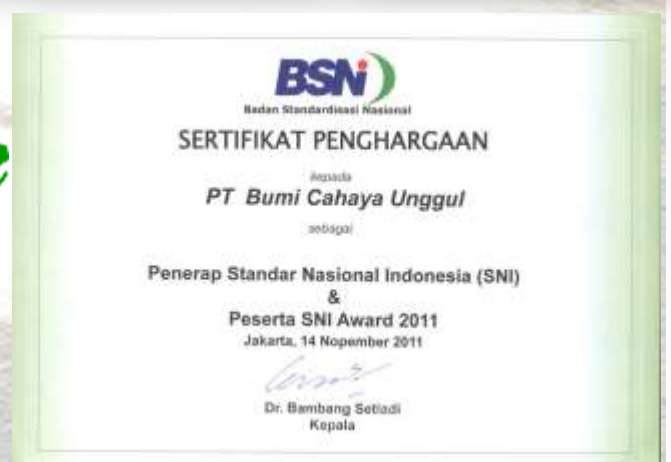 BSN
Badan Standardisasi Nasional
SERTIFIKAT PENGHARGAAN
kepada
PT Bumi Cahaya Unggul
sebagai
Penerap Standar Nasional Indonesia (SNI)
&
Peserta SNI Award 2011
Jakarta, 14 Nopember 2011
Dr. Bambang Setiadi
Kepala